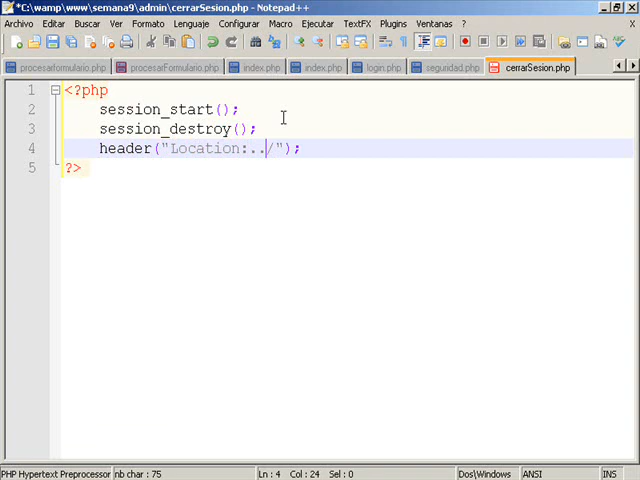 *C:\wamp\www\semana9\admin\cerrarSesion.php - Notepad++
Archivo Editar Buscar Ver Formato Lenguaje Configurar Macro Ejecutar TextFX Plugins Ventanas ? X
procesarformulario.php procesarFormulario.php index.php index.php login.php seguridad.php cerrarSesion.php
1 <?php
2 session_start();
3 session_destroy();
4 header("Location:../");
5 ?>
PHP Hypertext Preprocessor nb char : 75 Ln : 4 Col : 24 Sel : 0 Dos\Windows ANSI INS